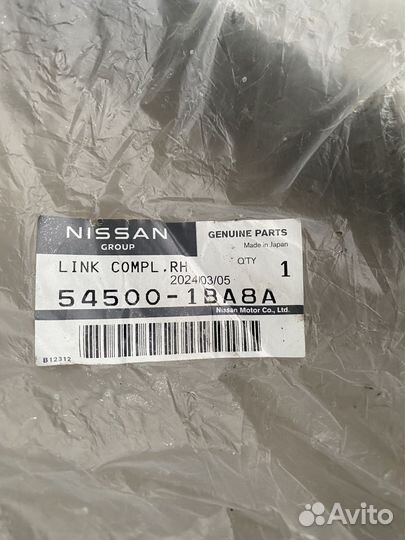 NISSAN
GROUP
GENUINE PARTS
Made in Japan
LINK COMPL.RH
Q'TY
1
2024/03/05
54500-1BA8A
Nissan Motor Co., Ltd.
B12312
Avito